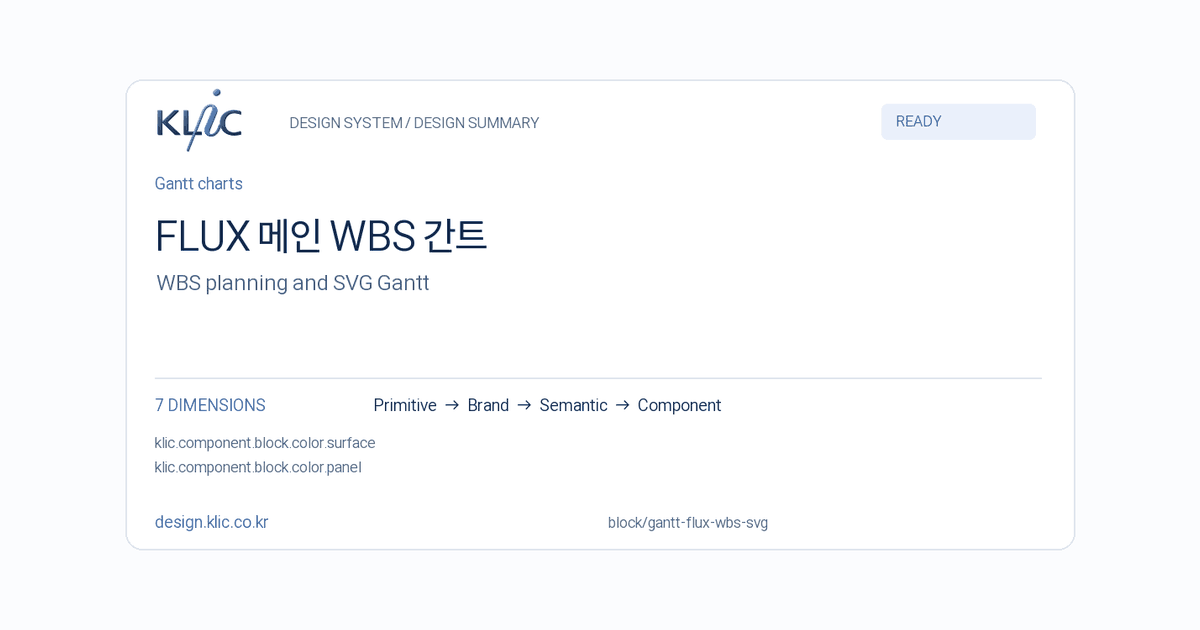 KLiC
DESIGN SYSTEM / DESIGN SUMMARY
READY
Gantt charts
FLUX 메인 WBS 간트
WBS planning and SVG Gantt
7 DIMENSIONS
Primitive → Brand → Semantic → Component
klic.component.block.color.surface
klic.component.block.color.panel
design.klic.co.kr
block/gantt-flux-wbs-svg